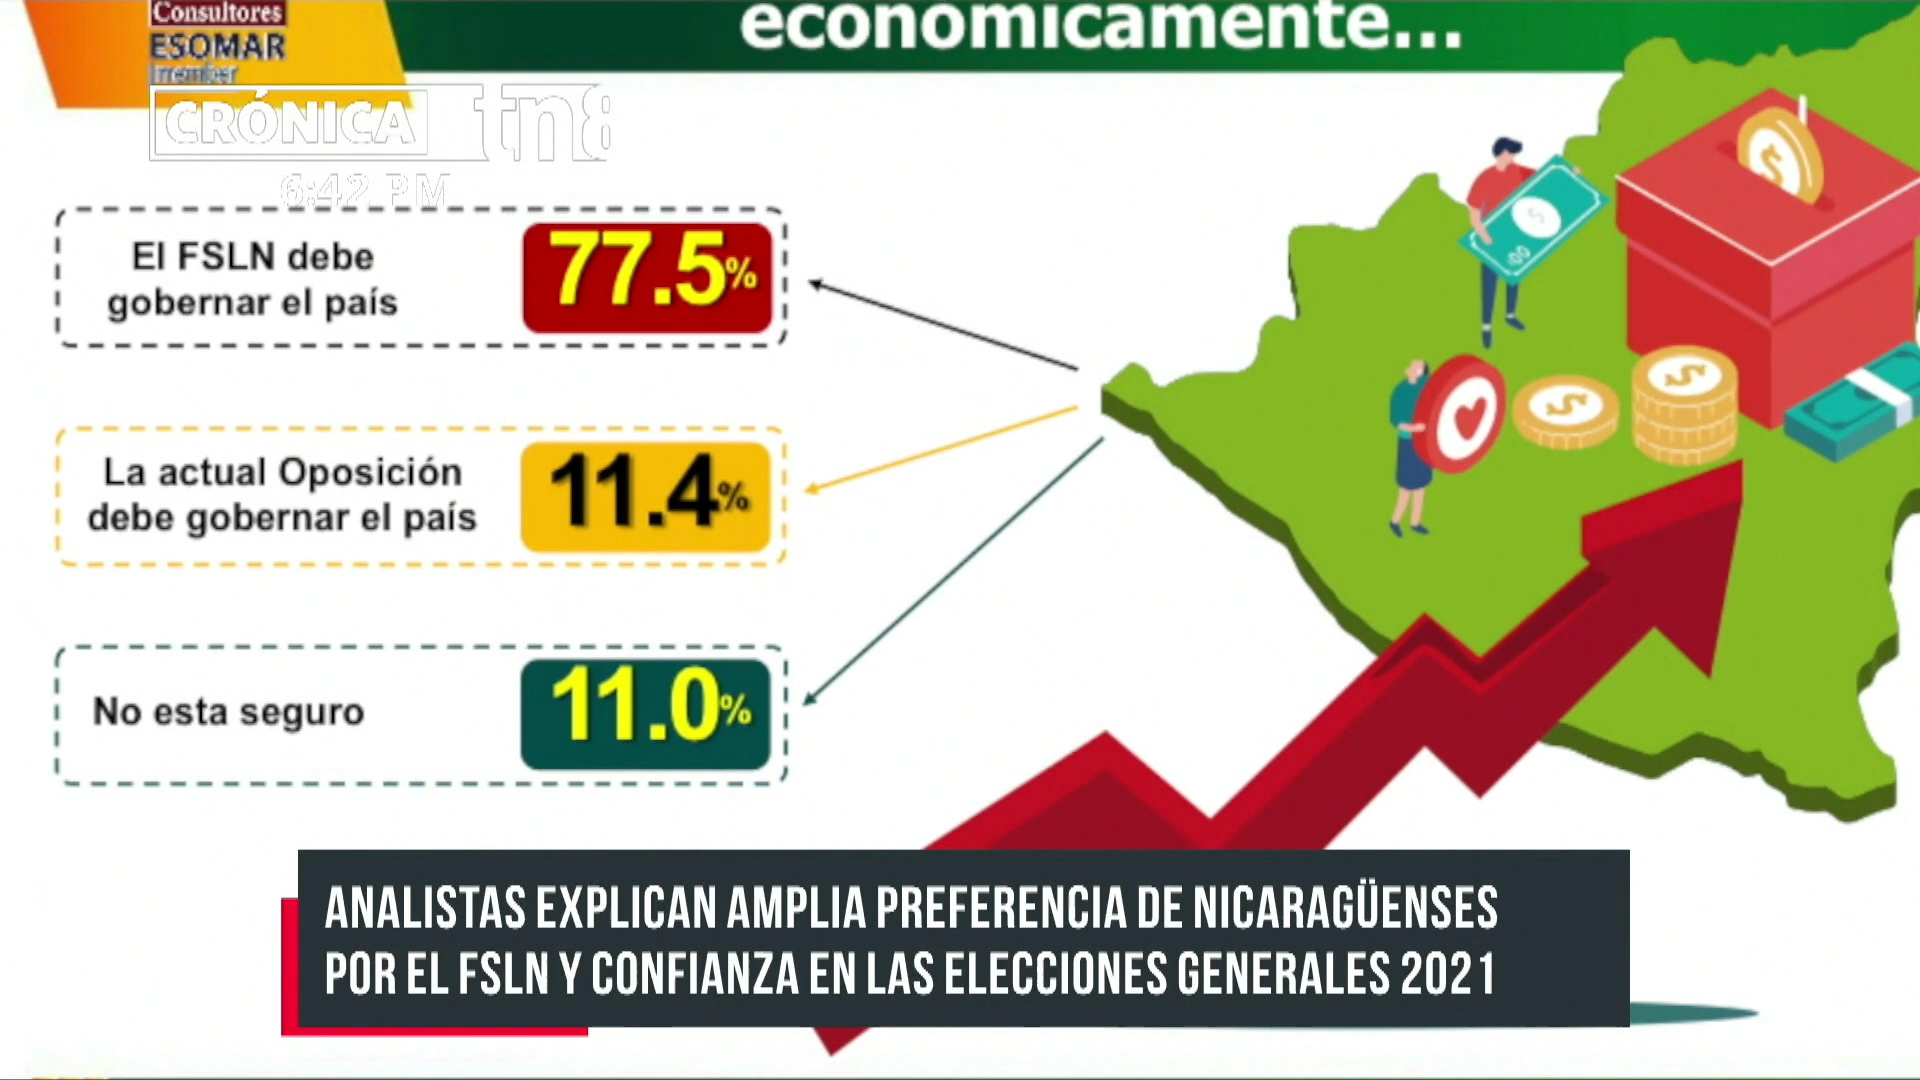 Consultores
ESOMAR
member
económicamente...
CRÓNICA tn8
6:42 PM
El FSLN debe
gobernar el país
77.5%
La actual Oposición
debe gobernar el país
11.4%
No esta seguro
11.0%
ANALISTAS EXPLICAN AMPLIA PREFERENCIA DE NICARAGÜENSES
POR EL FSLN Y CONFIANZA EN LAS ELECCIONES GENERALES 2021